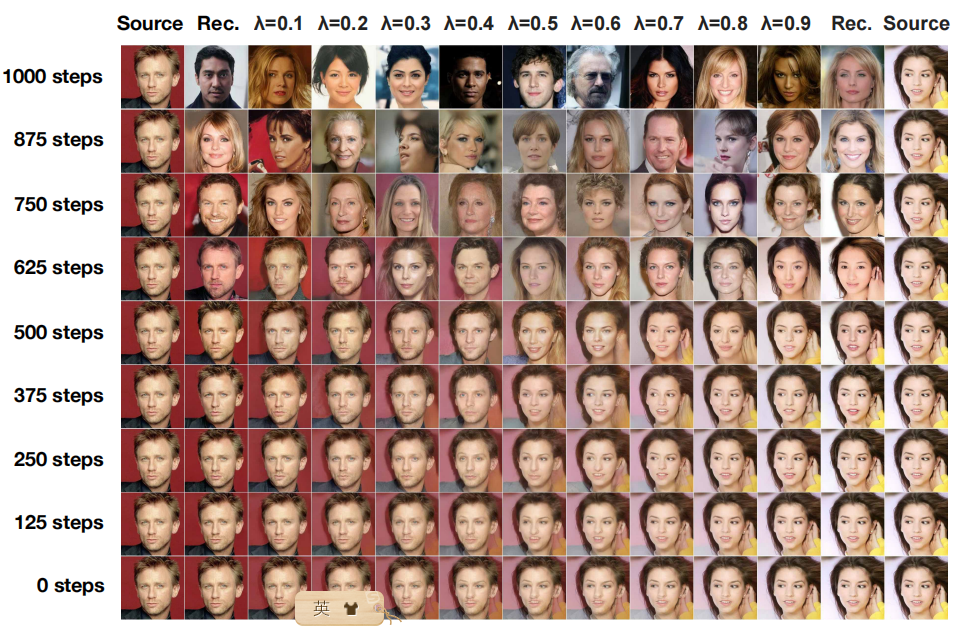 Source Rec. λ=0.1 λ=0.2 λ=0.3 λ=0.4 λ=0.5 λ=0.6 λ=0.7 λ=0.8 λ=0.9 Rec. Source
1000 steps
875 steps
750 steps
625 steps
500 steps
375 steps
250 steps
125 steps
0 steps
英